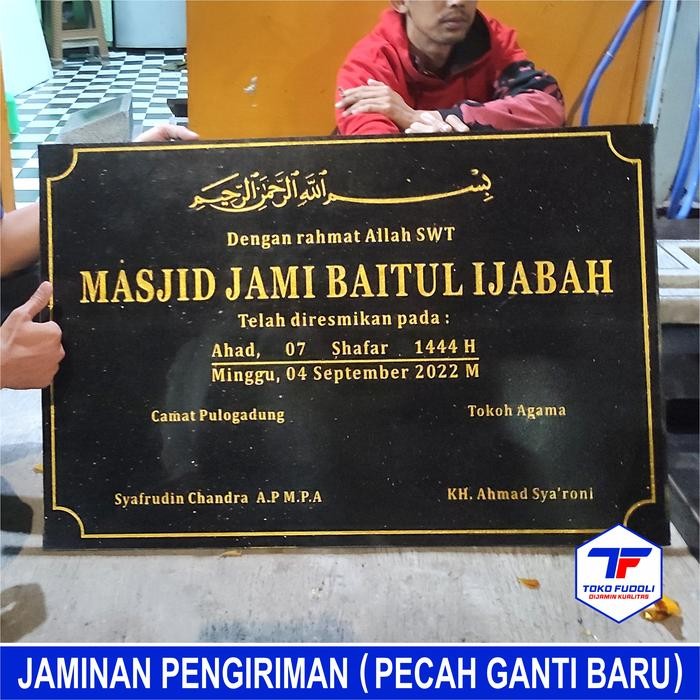 بِسْمِ اللهِ الرَّحْمٰنِ الرَّحِيْمِ
Dengan rahmat Allah SWT
MASJID JAMI BAITUL IJABAH
Telah diresmikan pada :
Ahad, 07 Shafar 1444 H
Minggu, 04 September 2022 M
Camat Pulogadung Tokoh Agama
Syafrudin Chandra A.P M.P.A KH. Ahmad Sya'roni
TF
TOKO FUDOLI
DIJAMIN KUALITAS
JAMINAN PENGIRIMAN (PECAH GANTI BARU)